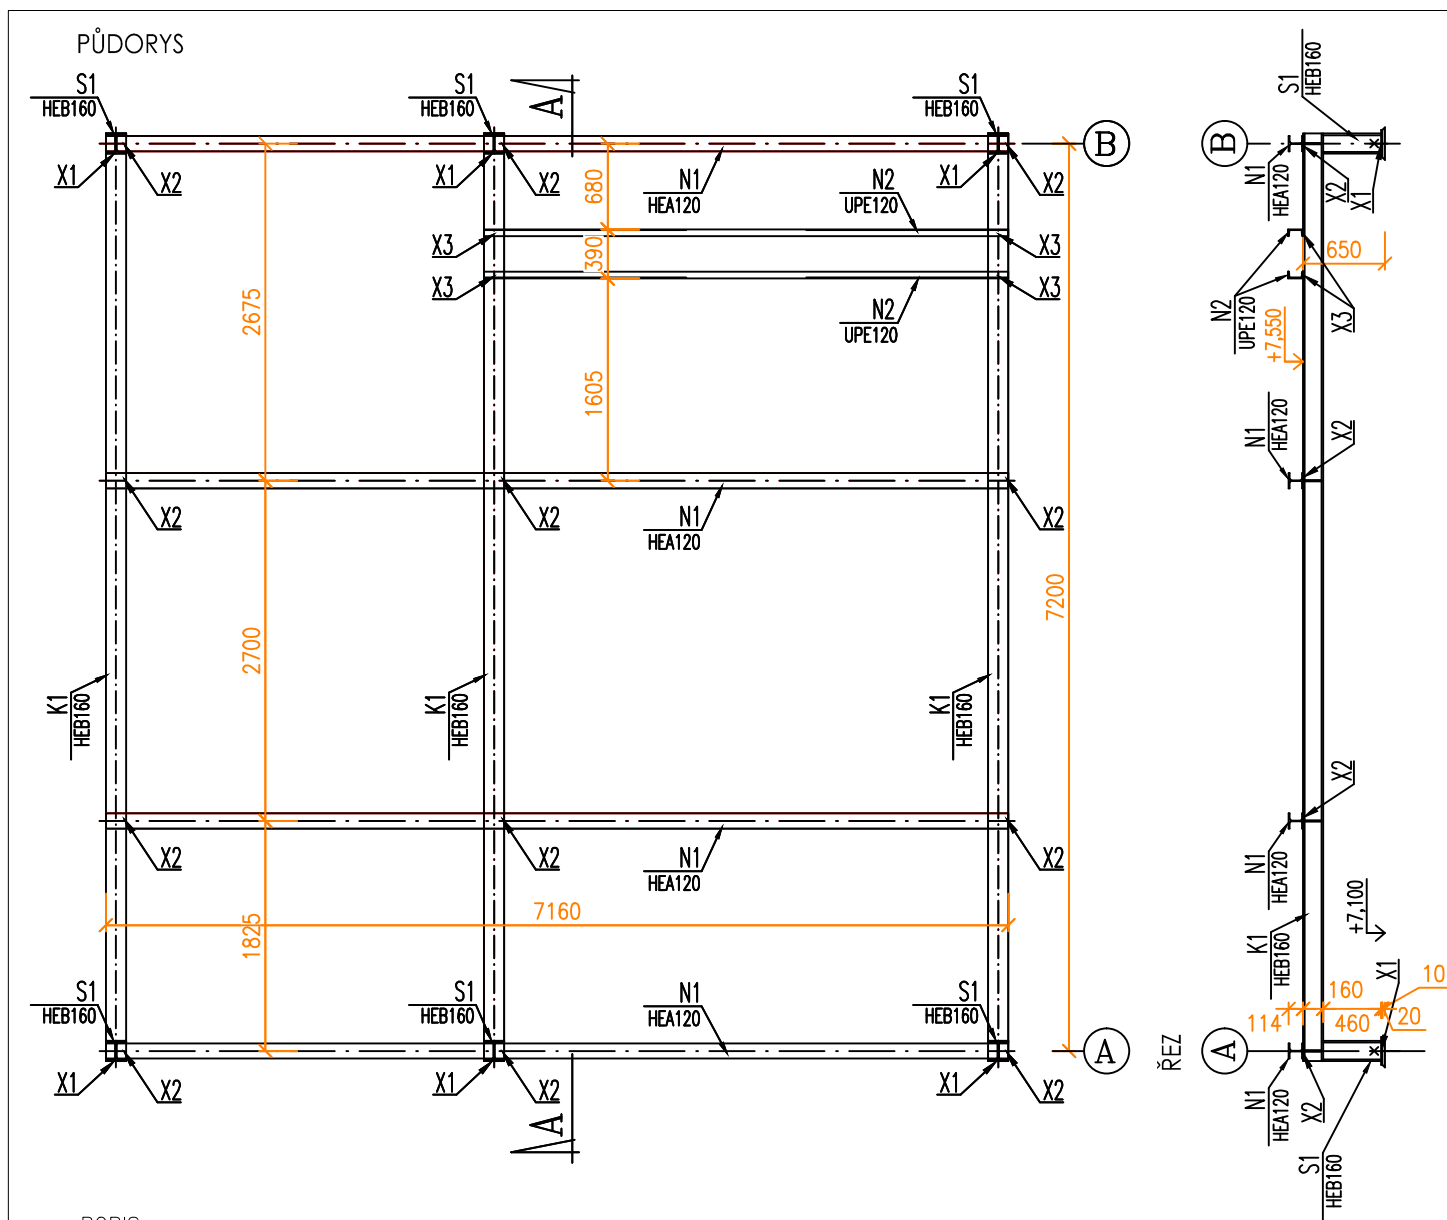 PŮDORYS
S1
HEB160
S1
HEB160
A
S1
HEB160
B
X1
X2
X1
X2
680
N1
HEA120
N2
UPE120
X1
X2
X3
390
X3
X3
N2
UPE120
X3
2675
1605
X2
X2
N1
HEA120
X2
2700
7200
K1
HEB160
K1
HEB160
K1
HEB160
X2
X2
N1
HEA120
X2
7160
1825
S1
HEB160
S1
HEB160
N1
HEA120
S1
HEB160
A
X1
X2
X1
X2
A
X1
X2
S1
HEB160
B
N1
HEA120
X2
X1
650
N2
UPE120
+7,550
X3
N1
HEA120
X2
X2
N1
HEA120
+7,100
K1
HEB160
X1
10
160
114
460
20
ŘEZ
A
N1
HEA120
X2
S1
HEB160